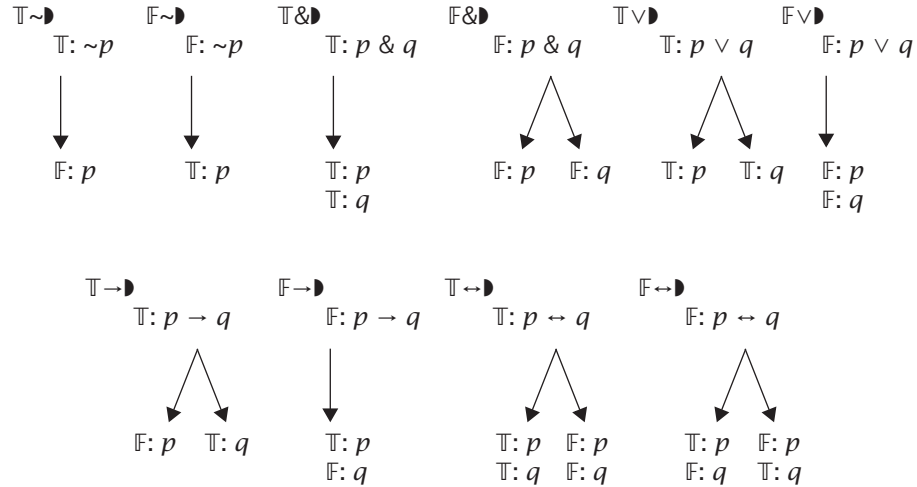 𝕋~◗ 𝔽~◗ 𝕋&◗ 𝔽&◗ 𝕋∨◗ 𝔽∨◗
𝕋: ~p 𝔽: ~p 𝕋: p & q 𝔽: p & q 𝕋: p ∨ q 𝔽: p ∨ q
𝔽: p 𝕋: p 𝕋: p 𝔽: p 𝔽: q 𝕋: p 𝕋: q 𝔽: p
𝕋: q 𝔽: q
𝕋→◗ 𝔽→◗ 𝕋↔◗ 𝔽↔◗
𝕋: p → q 𝔽: p → q 𝕋: p ↔ q 𝔽: p ↔ q
𝔽: p 𝕋: q 𝕋: p 𝕋: p 𝔽: p 𝕋: p 𝔽: p
𝔽: q 𝕋: q 𝔽: q 𝔽: q 𝕋: q